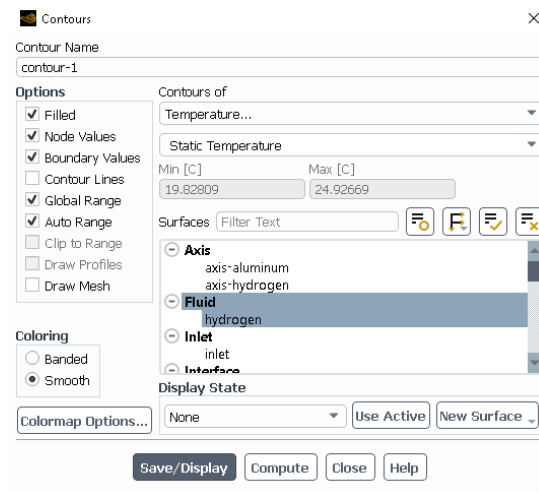 Contours
Contour Name
contour-1
Options
Filled
Node Values
Boundary Values
Contour Lines
Global Range
Auto Range
Clip to Range
Draw Profiles
Draw Mesh
Coloring
Banded
Smooth
Colormap Options...
Contours of
Temperature...
Static Temperature
Min [C] Max [C]
19.82809 24.92669
Surfaces Filter Text
Axis
axis-aluminum
axis-hydrogen
Fluid
hydrogen
Inlet
inlet
Interface
Display State
None Use Active New Surface
Save/Display Compute Close Help